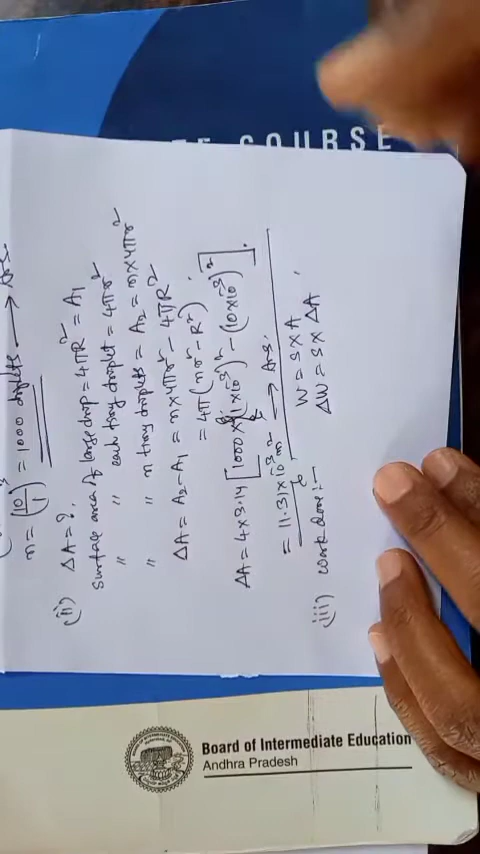 COURSE
n = (10/1)³ = 1000 droplets → Ans
(ii) ΔA = ?
Surface area of large drop = 4πR² = A₁
" " each tiny droplet = 4πr²
" " n tiny droplets = A₂ = n×4πr²
ΔA = A₂-A₁ = n×4πr² - 4πR²
= 4π(nr² - R²)
ΔA = 4×3.14[1000×(1×10⁻³)² - (10×10⁻³)²].
= 11.31×10⁻³m² → Ans.
(iii) work done:- W = S×A
ΔW = S×ΔA
Board of Intermediate Education
Andhra Pradesh